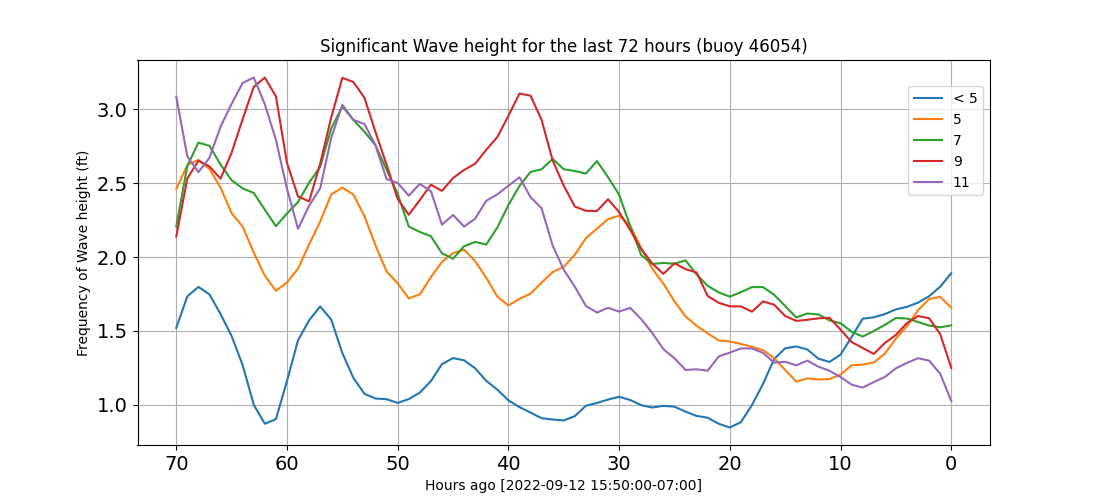 Significant Wave height for the last 72 hours (buoy 46054)
Frequency of Wave height (ft)
3.0
2.5
2.0
1.5
1.0
< 5
5
7
9
11
70 60 50 40 30 20 10 0
Hours ago [2022-09-12 15:50:00-07:00]